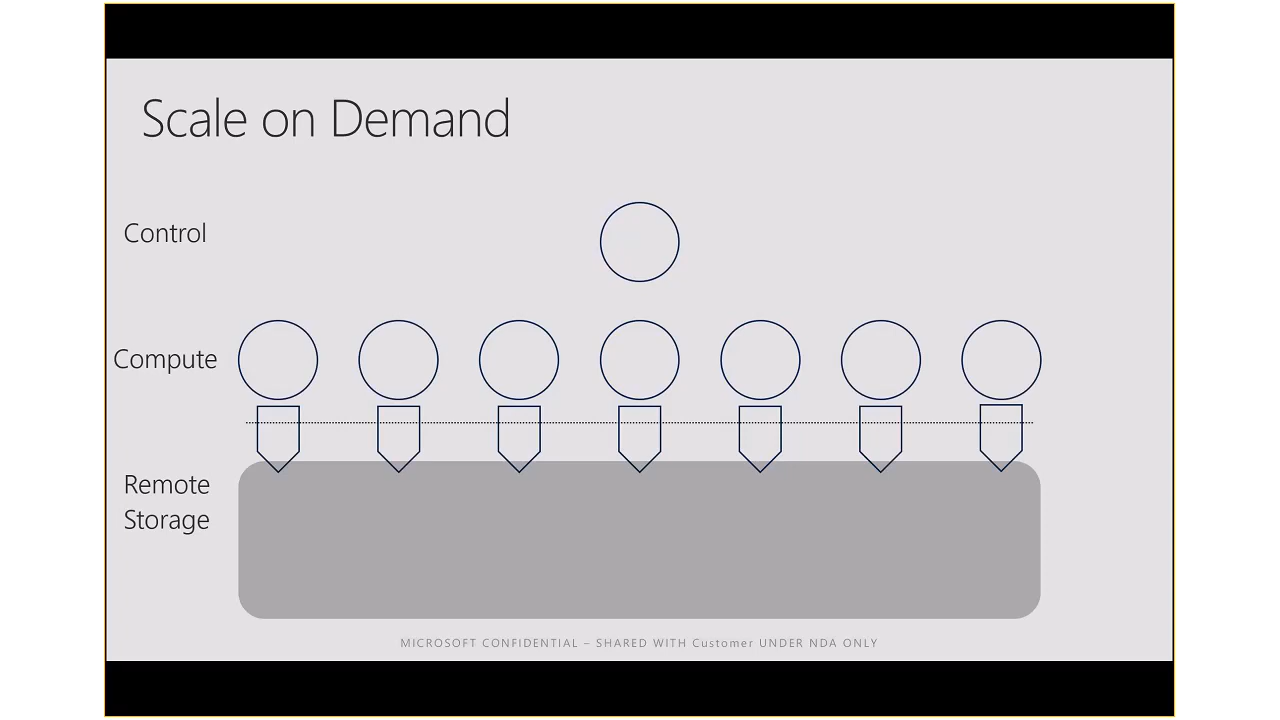 Scale on Demand
Control
Compute
Remote
Storage
MICROSOFT CONFIDENTIAL – SHARED WITH Customer UNDER NDA ONLY